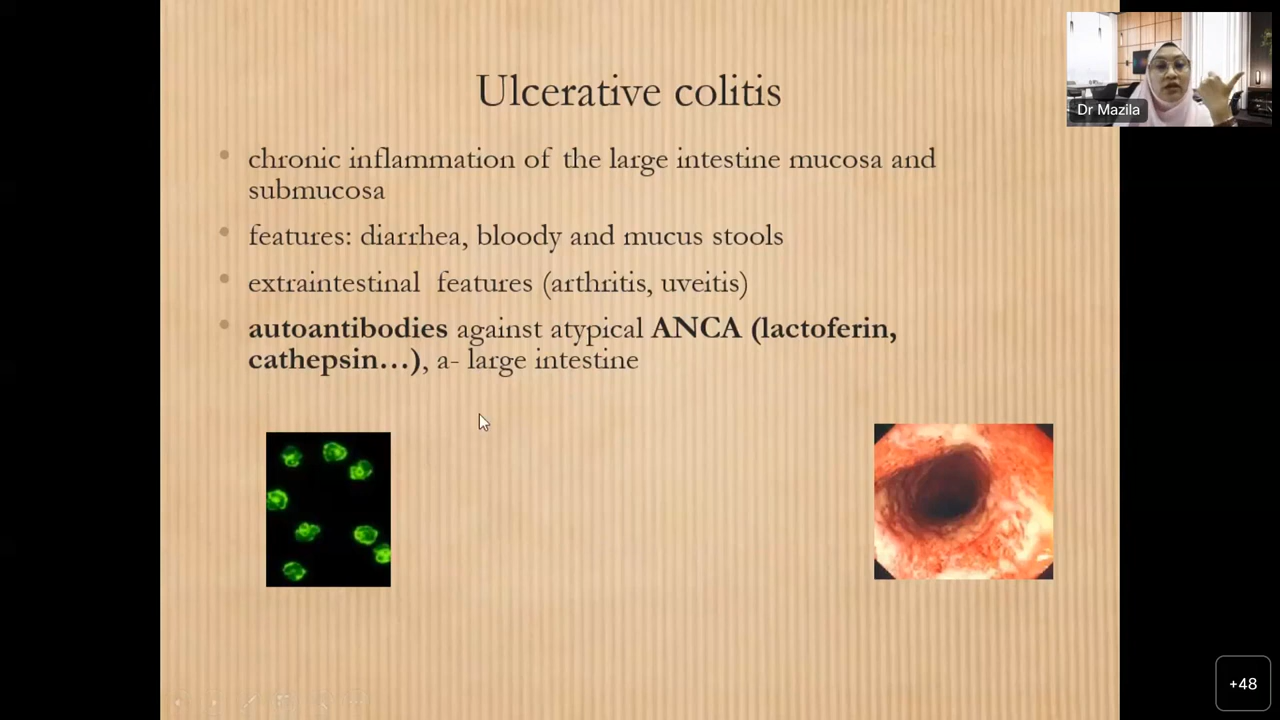 Ulcerative colitis
chronic inflammation of the large intestine mucosa and
submucosa
features: diarrhea, bloody and mucus stools
extraintestinal features (arthritis, uveitis)
autoantibodies against atypical ANCA (lactoferin,
cathepsin...), a- large intestine
Dr Mazila
+48